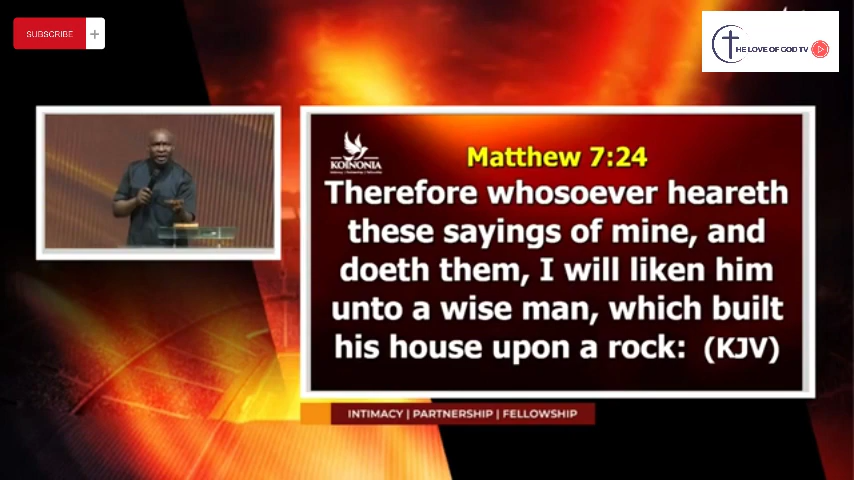 SUBSCRIBE
+
HE LOVE OF GOD TV
KOINONIA
Matthew 7:24
Therefore whosoever heareth
these sayings of mine, and
doeth them, I will liken him
unto a wise man, which built
his house upon a rock: (KJV)
INTIMACY | PARTNERSHIP | FELLOWSHIP